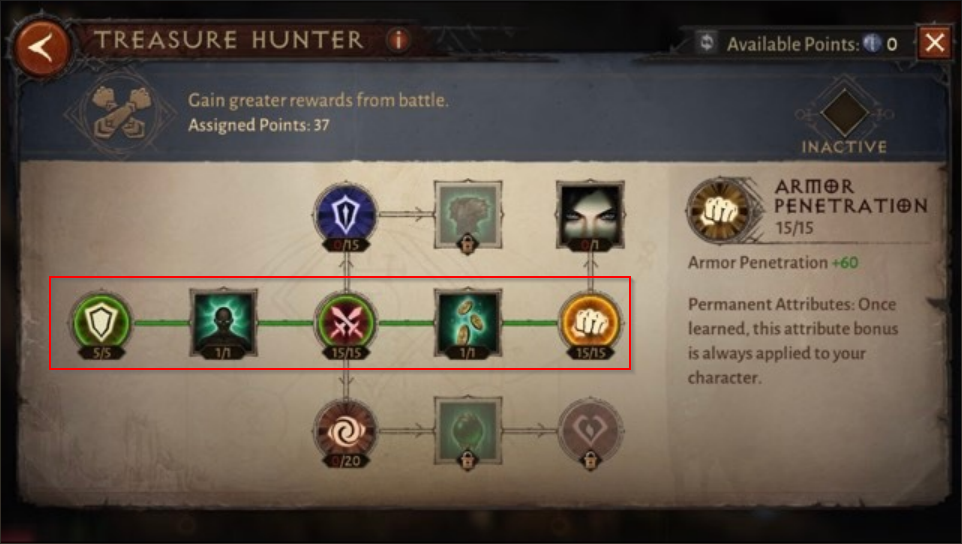 TREASURE HUNTER i
Available Points: 0
Gain greater rewards from battle.
Assigned Points: 37
INACTIVE
0/15
0/1
ARMOR
PENETRATION
15/15
Armor Penetration +60
Permanent Attributes: Once
learned, this attribute bonus
is always applied to your
character.
5/5
1/1
15/15
1/1
15/15
0/20